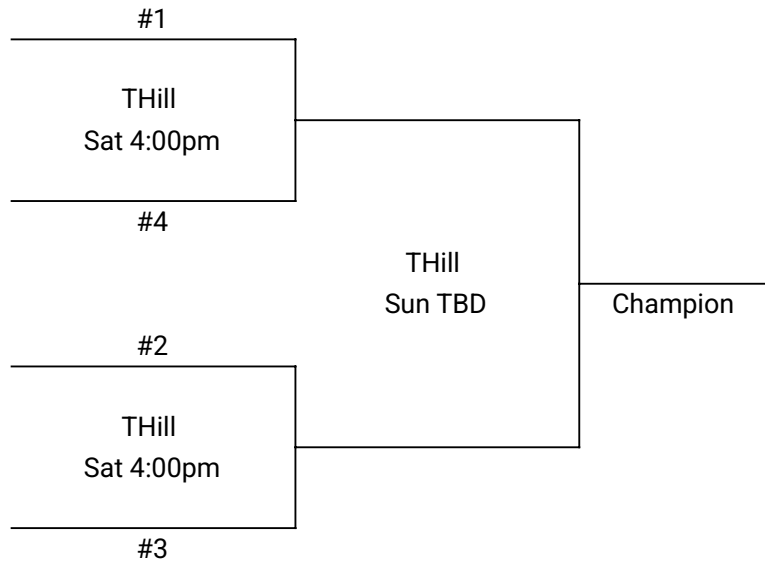 #1
THill
Sat 4:00pm
#4
THill
Sun TBD
Champion
#2
THill
Sat 4:00pm
#3